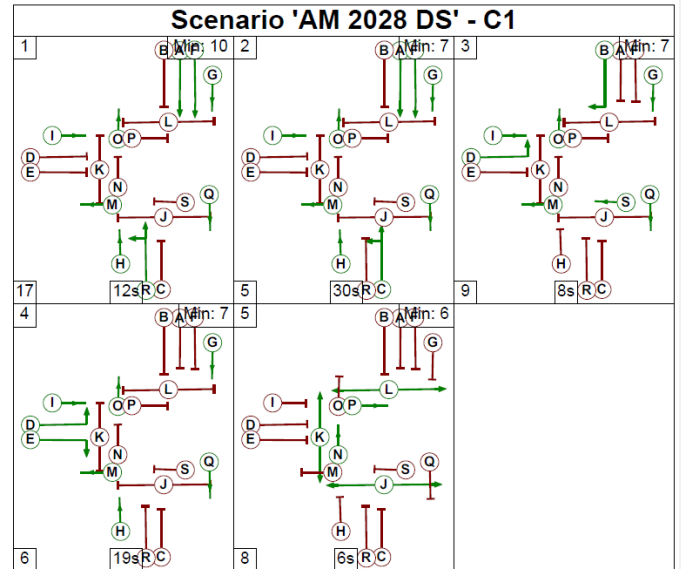 Scenario 'AM 2028 DS' - C1
1 B A F Min: 10
G
L
I O P
D
E K
N
M S Q
J
H
17 12s R C
2 B A F Min: 7
G
L
I O P
D
E K
N
M S Q
J
H
5 30s R C
3 B A F Min: 7
G
L
I O P
D
E K
N
M S Q
J
H
9 8s R C
4 B A F Min: 7
G
L
I O P
D
E K
N
M S Q
J
H
6 19s R C
5 B A F Min: 6
G
L
I O P
D
E K
N
M S Q
J
H
8 6s R C